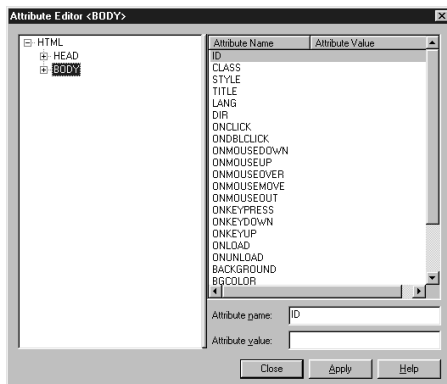 Attribute Editor <BODY>
HTML
HEAD
BODY
Attribute Name Attribute Value
ID
CLASS
STYLE
TITLE
LANG
DIR
ONCLICK
ONDBLCLICK
ONMOUSEDOWN
ONMOUSEUP
ONMOUSEOVER
ONMOUSEMOVE
ONMOUSEOUT
ONKEYPRESS
ONKEYDOWN
ONKEYUP
ONLOAD
ONUNLOAD
BACKGROUND
BGCOLOR
Attribute name: ID
Attribute value:
Close Apply Help